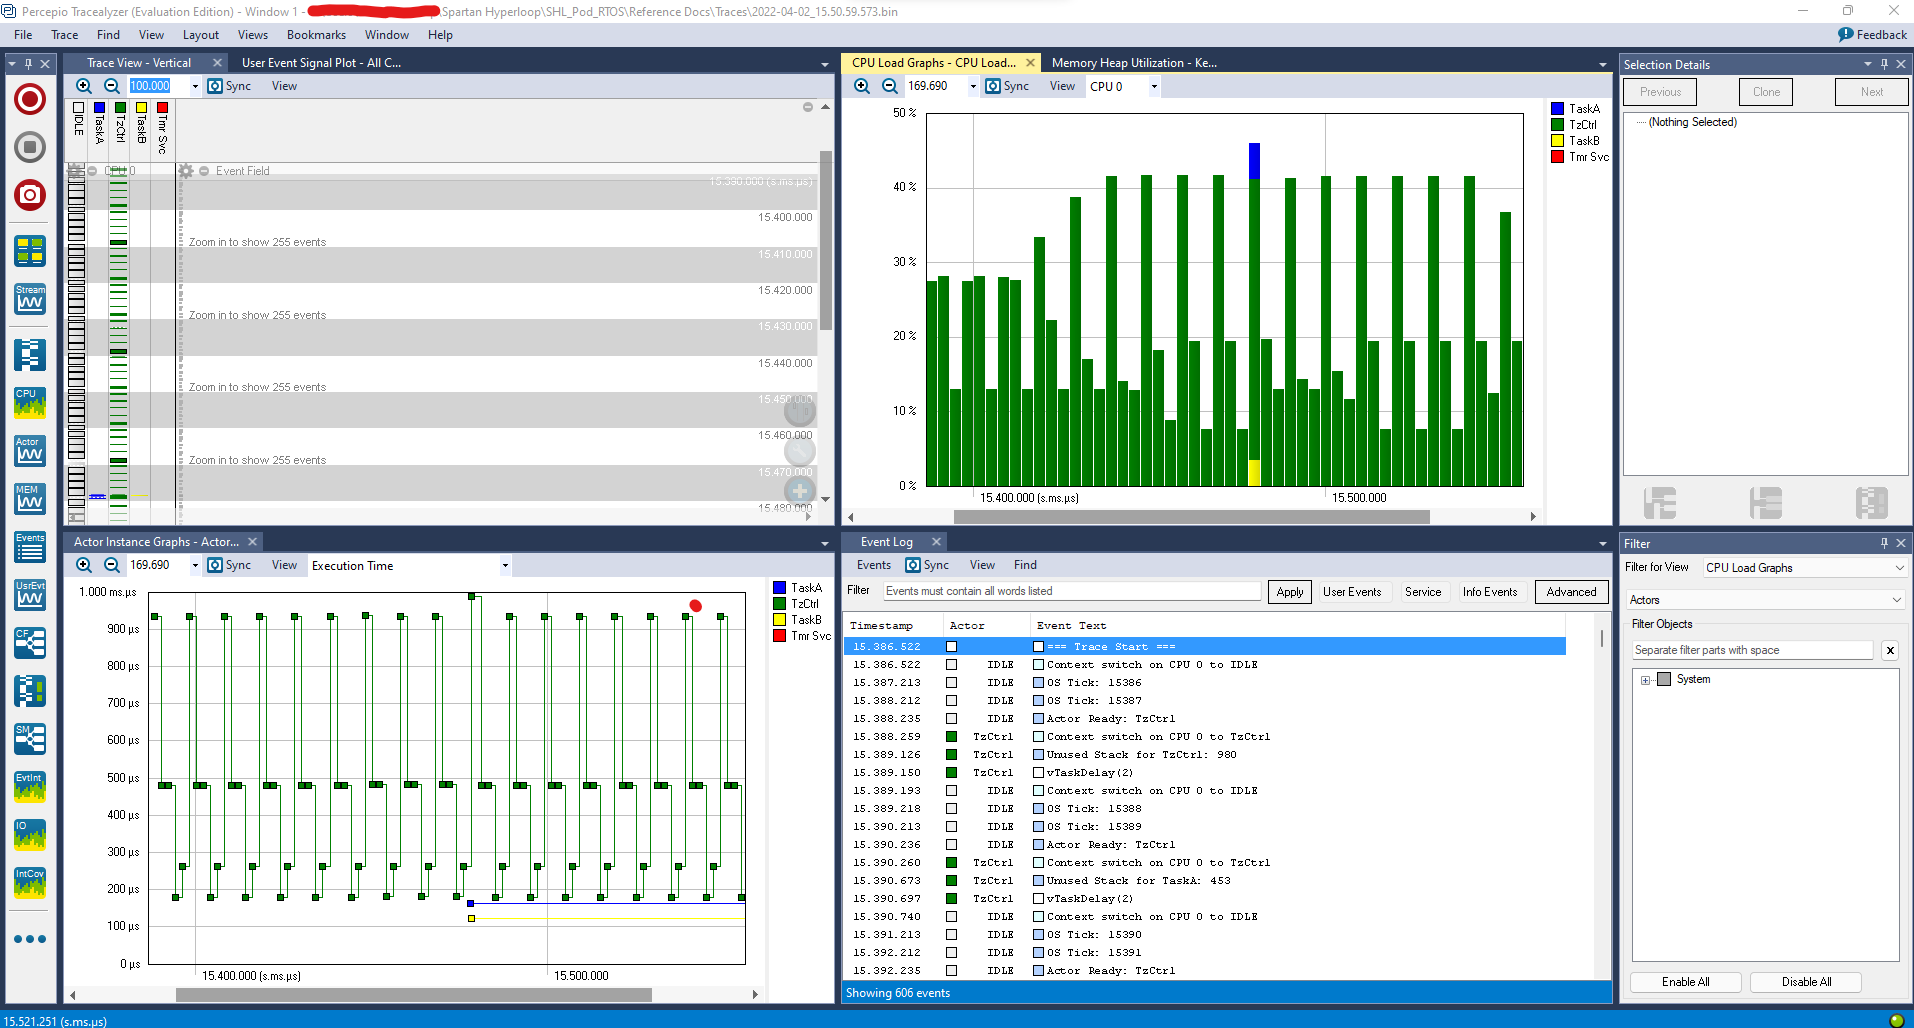 Percepio Tracealyzer (Evaluation Edition) - Window 1 - \Spartan Hyperloop\SHL_Pod_RTOS\Reference Docs\Traces\2022-04-02_15.50.59.573.bin
File Trace Find View Layout Views Bookmarks Window Help Feedback
Trace View - Vertical User Event Signal Plot - All C...
100.000 Sync View
IDLE TaskA TzCtrl TaskB Tmr Svc
CPU 0 Event Field
15.390.000 (s.ms.µs)
15.400.000
Zoom in to show 255 events
15.410.000
15.420.000
Zoom in to show 255 events
15.430.000
15.440.000
Zoom in to show 255 events
15.450.000
15.460.000
Zoom in to show 255 events
15.470.000
15.480.000
CPU Load Graphs - CPU Load... Memory Heap Utilization - Ke...
169.690 Sync View CPU 0
50 %
40 %
30 %
20 %
10 %
0 %
15.400.000 (s.ms.µs) 15.500.000
TaskA
TzCtrl
TaskB
Tmr Svc
Selection Details
Previous Clone Next
(Nothing Selected)
Stream
CPU
Actor
MEM
Events
UsrEvt
CF
SM
EvtInt
IO
IntCov
Actor Instance Graphs - Actor...
169.690 Sync View Execution Time
1.000 ms.µs
900 µs
800 µs
700 µs
600 µs
500 µs
400 µs
300 µs
200 µs
100 µs
0 µs
15.400.000 (s.ms.µs) 15.500.000
TaskA
TzCtrl
TaskB
Tmr Svc
Event Log
Events Sync View Find
Filter Events must contain all words listed Apply User Events Service Info Events Advanced
Timestamp Actor Event Text
15.386.522 === Trace Start ===
15.386.522 IDLE Context switch on CPU 0 to IDLE
15.387.213 IDLE OS Tick: 15386
15.388.212 IDLE OS Tick: 15387
15.388.235 IDLE Actor Ready: TzCtrl
15.388.259 TzCtrl Context switch on CPU 0 to TzCtrl
15.389.126 TzCtrl Unused Stack for TzCtrl: 980
15.389.150 TzCtrl vTaskDelay(2)
15.389.193 IDLE Context switch on CPU 0 to IDLE
15.389.218 IDLE OS Tick: 15388
15.390.213 IDLE OS Tick: 15389
15.390.236 IDLE Actor Ready: TzCtrl
15.390.260 TzCtrl Context switch on CPU 0 to TzCtrl
15.390.673 TzCtrl Unused Stack for TaskA: 453
15.390.697 TzCtrl vTaskDelay(2)
15.390.740 IDLE Context switch on CPU 0 to IDLE
15.391.213 IDLE OS Tick: 15390
15.392.212 IDLE OS Tick: 15391
15.392.235 IDLE Actor Ready: TzCtrl
Showing 606 events
Filter
Filter for View CPU Load Graphs
Actors
Filter Objects
Separate filter parts with space x
System
Enable All Disable All
15.521.251 (s.ms.µs)